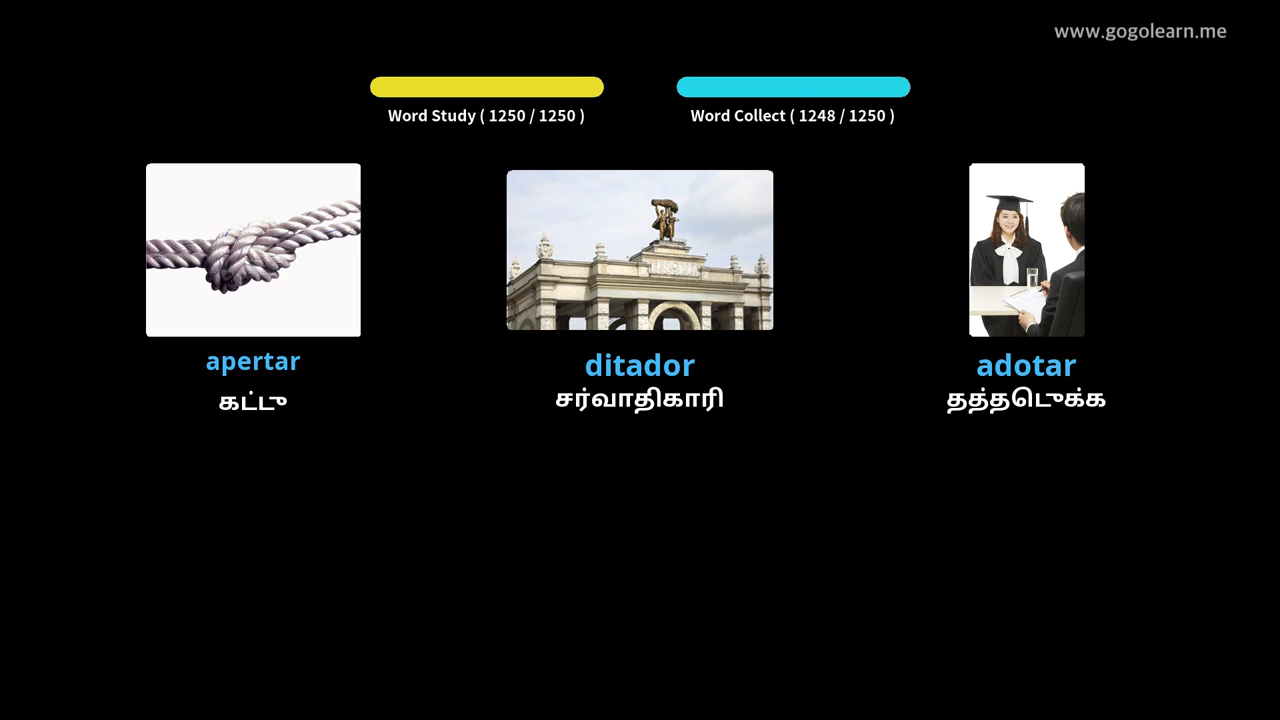 www.gogolearn.me
Word Study ( 1250 / 1250 )
Word Collect ( 1248 / 1250 )
apertar
ditador
adotar
கட்டு
சர்வாதிகாரி
தத்தெடுக்க